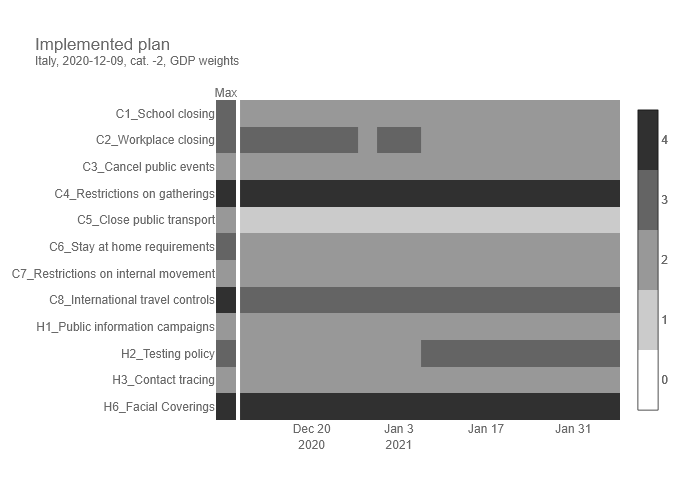 Implemented plan
Italy, 2020-12-09, cat. -2, GDP weights
Max
C1_School closing
C2_Workplace closing
C3_Cancel public events
C4_Restrictions on gatherings
C5_Close public transport
C6_Stay at home requirements
C7_Restrictions on internal movement
C8_International travel controls
H1_Public information campaigns
H2_Testing policy
H3_Contact tracing
H6_Facial Coverings
4
3
2
1
0
Dec 20 Jan 3 Jan 17 Jan 31
2020 2021